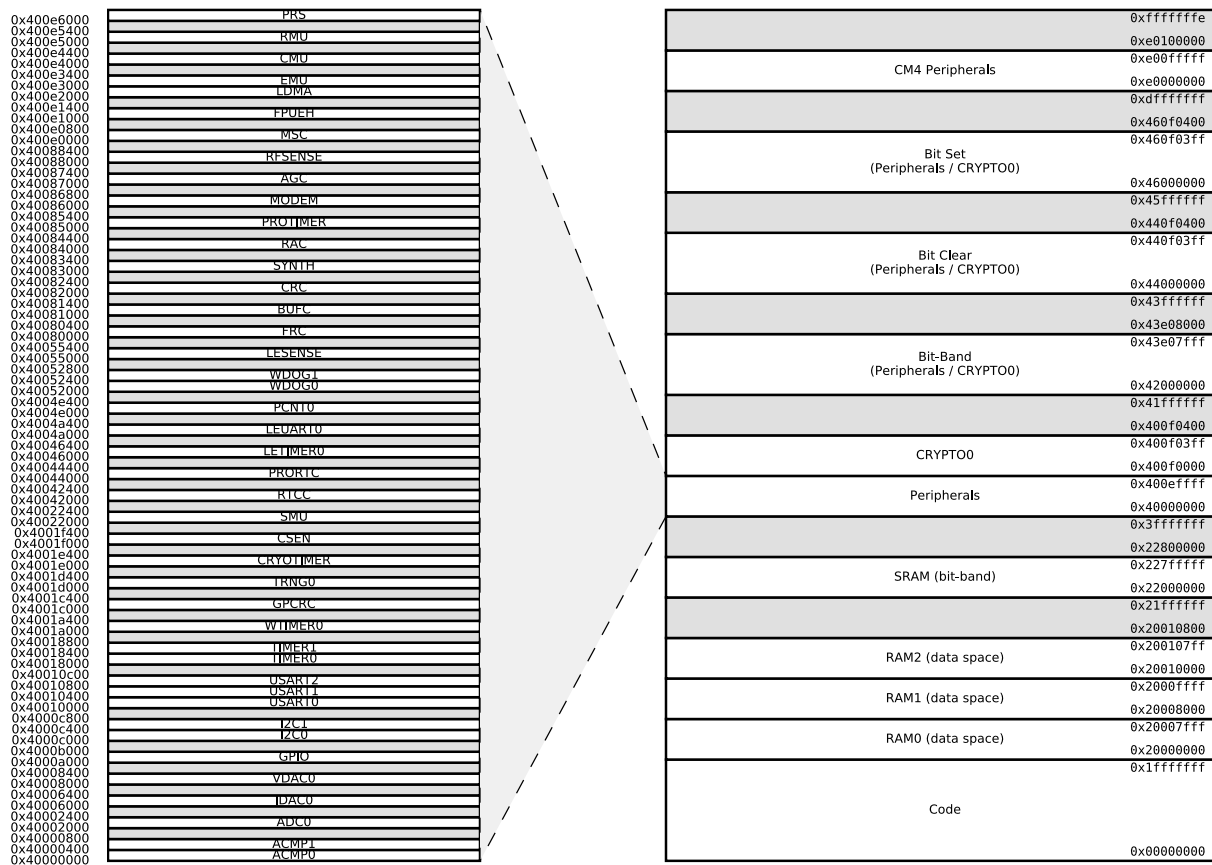 PRS
0x400e6000
0x400e5400
RMU
0x400e5000
0x400e4400
CMU
0x400e4000
0x400e3400
EMU
0x400e3000
LDMA
0x400e2000
0x400e1400
FPUEH
0x400e1000
0x400e0800
MSC
0x400e0000
0x40088400
RFSENSE
0x40088000
0x40087400
AGC
0x40087000
0x40086800
MODEM
0x40086000
0x40085400
PROTIMER
0x40085000
0x40084400
RAC
0x40084000
0x40083400
SYNTH
0x40083000
0x40082400
CRC
0x40082000
0x40081400
BUFC
0x40081000
0x40080400
FRC
0x40080000
0x40055400
LESENSE
0x40055000
0x40052800
WDOG1
0x40052400
WDOG0
0x40052000
0x4004e400
PCNT0
0x4004e000
0x4004a400
LEUART0
0x4004a000
0x40046400
LETIMER0
0x40046000
0x40044400
PRORTC
0x40044000
0x40042400
RTCC
0x40042000
0x40022400
SMU
0x40022000
0x4001f400
CSEN
0x4001f000
0x4001e400
CRYOTIMER
0x4001e000
0x4001d400
TRNG0
0x4001d000
0x4001c400
GPCRC
0x4001c000
0x4001a400
WTIMER0
0x4001a000
0x40018800
TIMER1
0x40018400
TIMER0
0x40018000
0x40010c00
USART2
0x40010800
USART1
0x40010400
USART0
0x40010000
0x4000c800
I2C1
0x4000c400
I2C0
0x4000c000
0x4000b000
GPIO
0x4000a000
0x40008400
VDAC0
0x40008000
0x40006400
IDAC0
0x40006000
0x40002400
ADC0
0x40002000
0x40000800
ACMP1
0x40000400
ACMP0
0x40000000
0xfffffffe
0xe0100000
0xe00fffff
CM4 Peripherals
0xe0000000
0xdfffffff
0x460f0400
0x460f03ff
Bit Set
(Peripherals / CRYPTO0)
0x46000000
0x45ffffff
0x440f0400
0x440f03ff
Bit Clear
(Peripherals / CRYPTO0)
0x44000000
0x43ffffff
0x43e08000
0x43e07fff
Bit-Band
(Peripherals / CRYPTO0)
0x42000000
0x41ffffff
0x400f0400
0x400f03ff
CRYPTO0
0x400f0000
0x400effff
Peripherals
0x40000000
0x3fffffff
0x22800000
0x227fffff
SRAM (bit-band)
0x22000000
0x21ffffff
0x20010800
0x200107ff
RAM2 (data space)
0x20010000
0x2000ffff
RAM1 (data space)
0x20008000
0x20007fff
RAM0 (data space)
0x20000000
0x1fffffff
Code
0x00000000